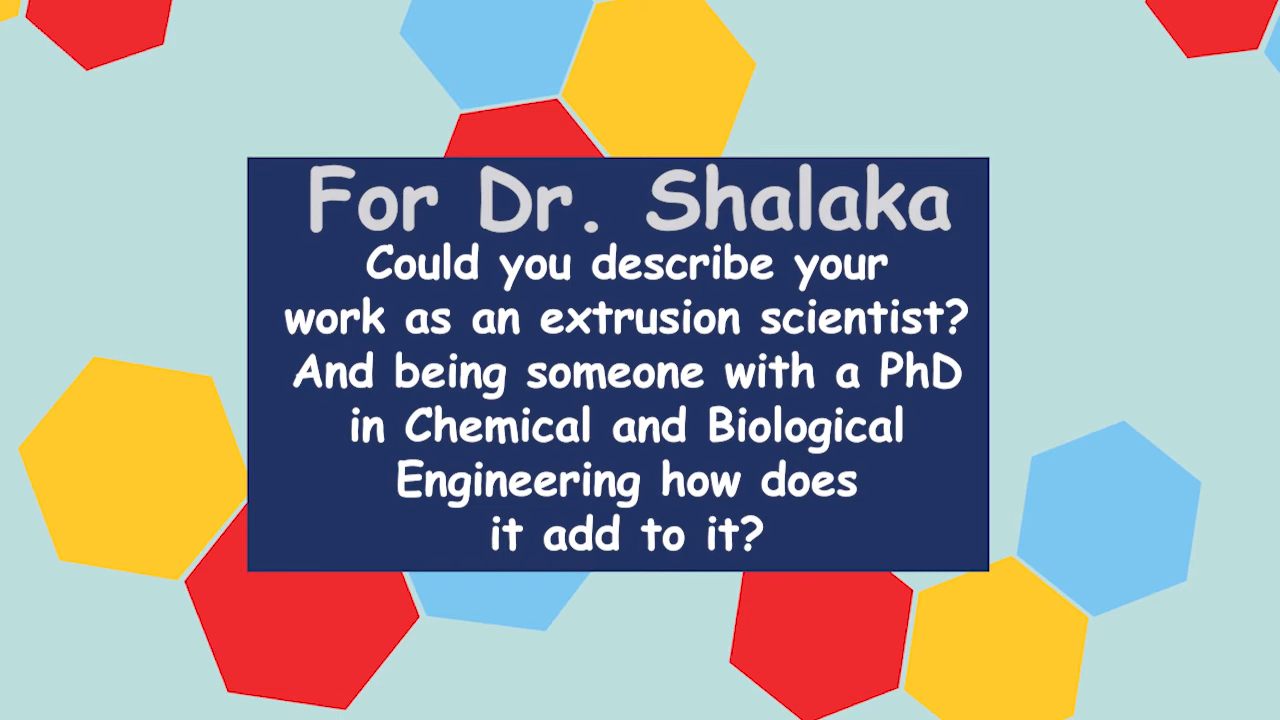 For Dr. Shalaka
Could you describe your
work as an extrusion scientist?
And being someone with a PhD
in Chemical and Biological
Engineering how does
it add to it?